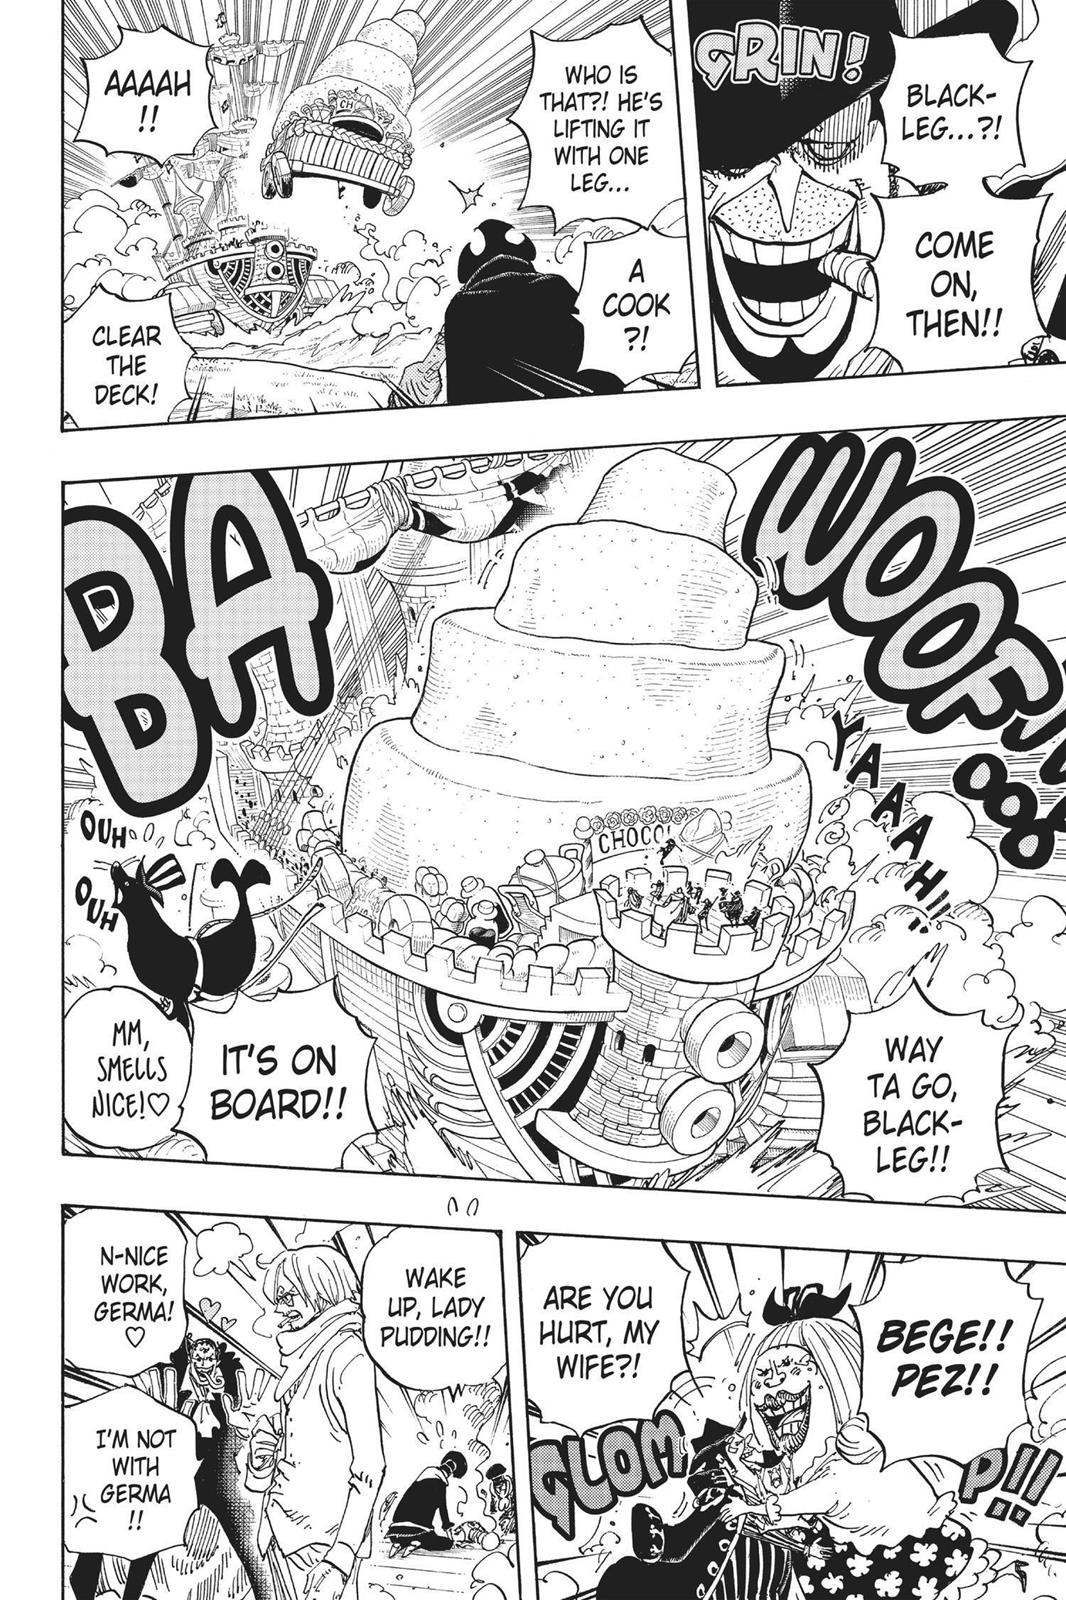 GRIN!
BLACK-
LEG...?!
COME
ON,
THEN!!
WHO IS
THAT?! HE'S
LIFTING IT
WITH ONE
LEG...
A
COOK
?!
CH
AAAAH
!!
CLEAR
THE
DECK!
WOOF
OOO
YAAAAH!!!
BA
CHOCO
OUH
OUH
MM,
SMELLS
NICE!♡
IT'S ON
BOARD!!
WAY
TA GO,
BLACK-
LEG!!
BEGE!!
PEZ!!
ARE YOU
HURT, MY
WIFE?!
GLOM
P!!
WAKE
UP, LADY
PUDDING!!
N-NICE
WORK,
GERMA!
♡
I'M NOT
WITH
GERMA
!!